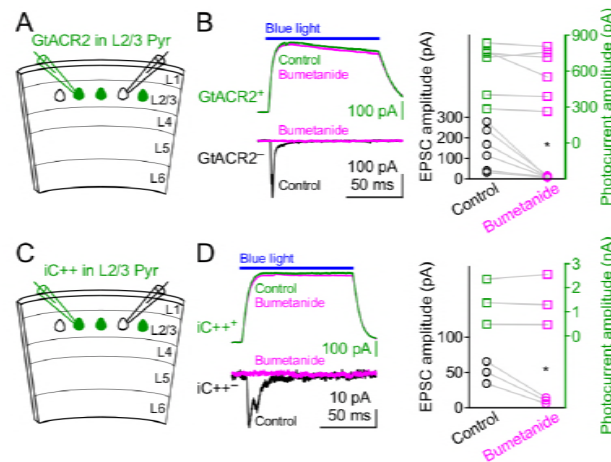 A
GtACR2 in L2/3 Pyr
L1
L2/3
L4
L5
L6
B
Blue light
Control
Bumetanide
GtACR2+
100 pA
Bumetanide
GtACR2−
100 pA
50 ms
Control
EPSC amplitude (pA)
300
200
100
0
*
Control
Bumetanide
900
600
300
0
Photocurrent amplitude (pA)
C
iC++ in L2/3 Pyr
L1
L2/3
L4
L5
L6
D
Blue light
Control
Bumetanide
iC+++
100 pA
Bumetanide
iC++−
10 pA
50 ms
Control
EPSC amplitude (pA)
100
50
0
*
Control
Bumetanide
3
2
1
0
Photocurrent amplitude (pA)